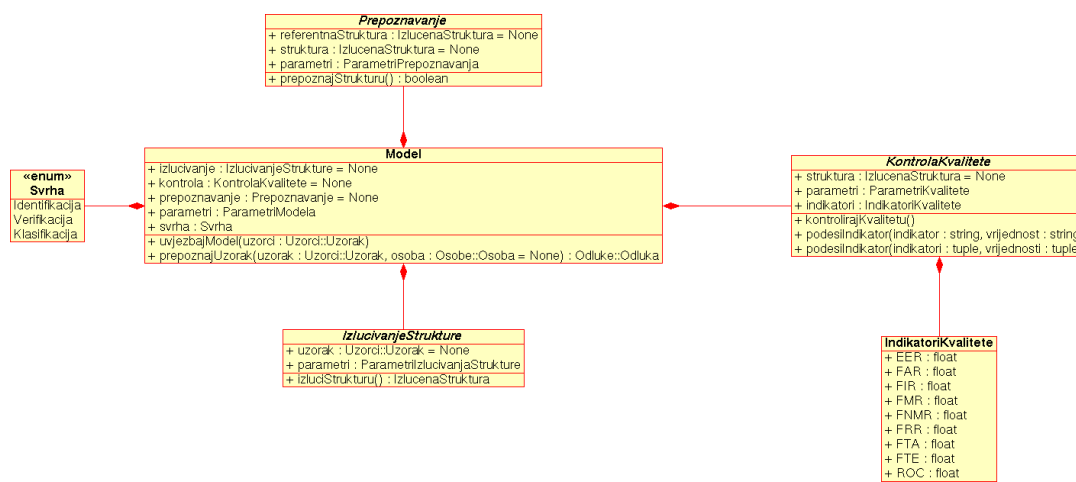 Prepoznavanje
+ referentnaStruktura : IzlucenaStruktura = None
+ struktura : IzlucenaStruktura = None
+ parametri : ParametriPrepoznavanja
+ prepoznajStrukturu() : boolean
«enum»
Svrha
Identifikacija
Verifikacija
Klasifikacija
Model
+ izlucivanje : IzlucivanjeStrukture = None
+ kontrola : KontrolaKvalitete = None
+ prepoznavanje : Prepoznavanje = None
+ parametri : ParametriModela
+ svrha : Svrha
+ uvjezbajModel(uzorci : Uzorci::Uzorak)
+ prepoznajUzorak(uzorak : Uzorci::Uzorak, osoba : Osobe::Osoba = None) : Odluke::Odluka
KontrolaKvalitete
+ struktura : IzlucenaStruktura = None
+ parametri : ParametriKvalitete
+ indikatori : IndikatoriKvalitete
+ kontrolirajKvalitetu()
+ podesiIndikator(indikator : string, vrijednost : string
+ podesiIndikator(indikatori : tuple, vrijednosti : tuple
IzlucivanjeStrukture
+ uzorak : Uzorci::Uzorak = None
+ parametri : ParametriIzlucivanjaStrukture
+ izluciStrukturu() : IzlucenaStruktura
IndikatoriKvalitete
+ EER : float
+ FAR : float
+ FIR : float
+ FMR : float
+ FNMR : float
+ FRR : float
+ FTA : float
+ FTE : float
+ ROC : float